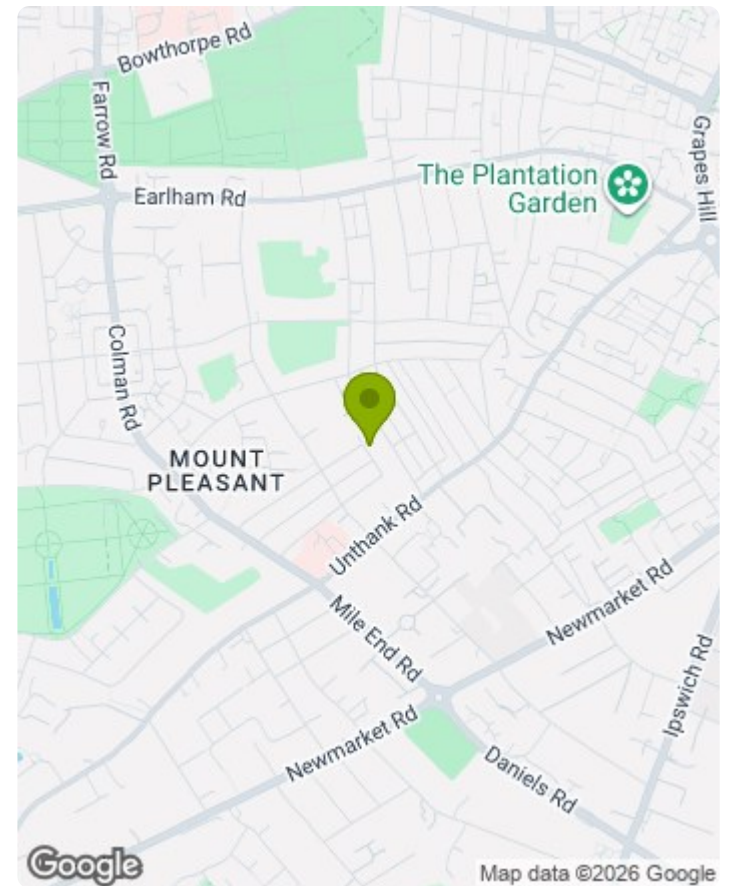 Bowthorpe Rd
Farrow Rd
Grapes Hill
The Plantation
Garden
Earlham Rd
Colman Rd
MOUNT
PLEASANT
Unthank Rd
Newmarket Rd
Mile End Rd
Ipswich Rd
Newmarket Rd
Daniels Rd
Google
Map data ©2026 Google